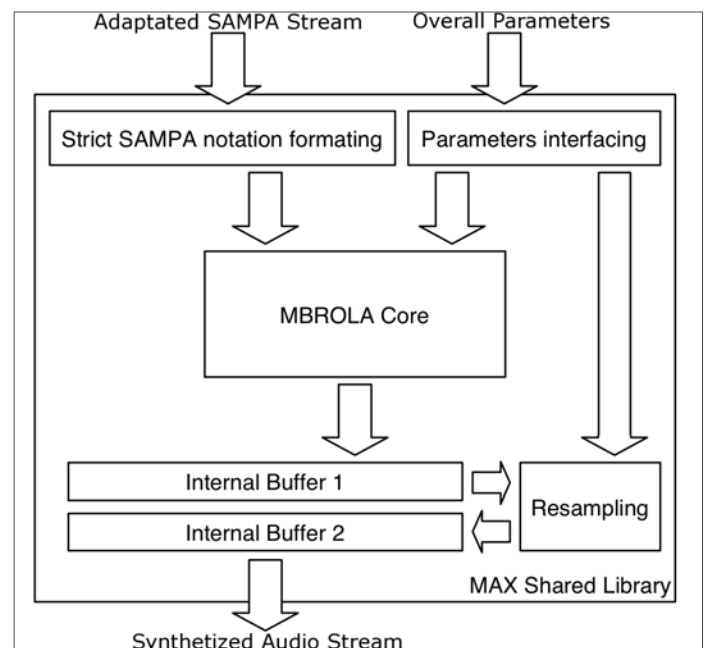 Adaptated SAMPA Stream
Overall Parameters
Strict SAMPA notation formating
Parameters interfacing
MBROLA Core
Internal Buffer 1
Internal Buffer 2
Resampling
MAX Shared Library
Synthetized Audio Stream